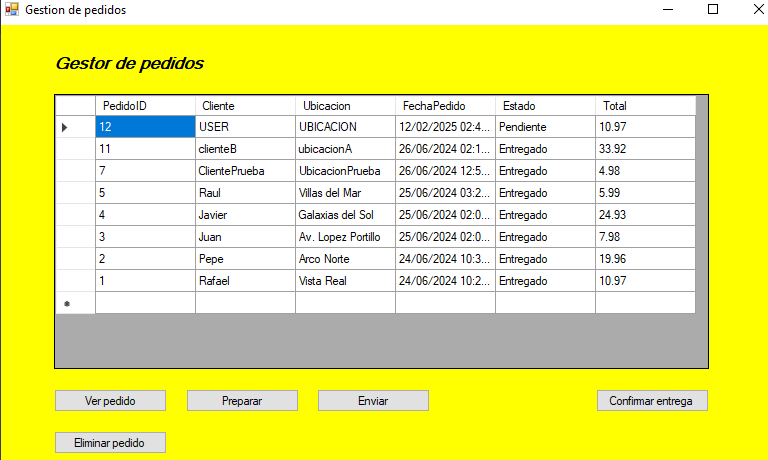 Gestion de pedidos
Gestor de pedidos
PedidoID Cliente Ubicacion FechaPedido Estado Total
12 USER UBICACION 12/02/2025 02:4... Pendiente 10.97
11 clienteB ubicacionA 26/06/2024 02:1... Entregado 33.92
7 ClientePrueba UbicacionPrueba 26/06/2024 12:5... Entregado 4.98
5 Raul Villas del Mar 25/06/2024 03:2... Entregado 5.99
4 Javier Galaxias del Sol 25/06/2024 02:0... Entregado 24.93
3 Juan Av. Lopez Portillo 25/06/2024 02:0... Entregado 7.98
2 Pepe Arco Norte 24/06/2024 10:3... Entregado 19.96
1 Rafael Vista Real 24/06/2024 10:2... Entregado 10.97
Ver pedido Preparar Enviar Confirmar entrega
Eliminar pedido